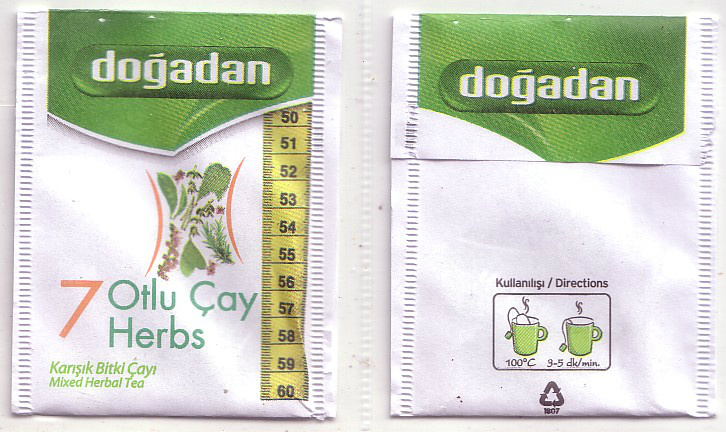 doğadan
50
51
52
53
54
55
56
57
58
59
60
7 Otlu Çay
Herbs
Karışık Bitki Çayı
Mixed Herbal Tea
doğadan
Kullanılışı / Directions
100°C 3-5 dk/min.
1807